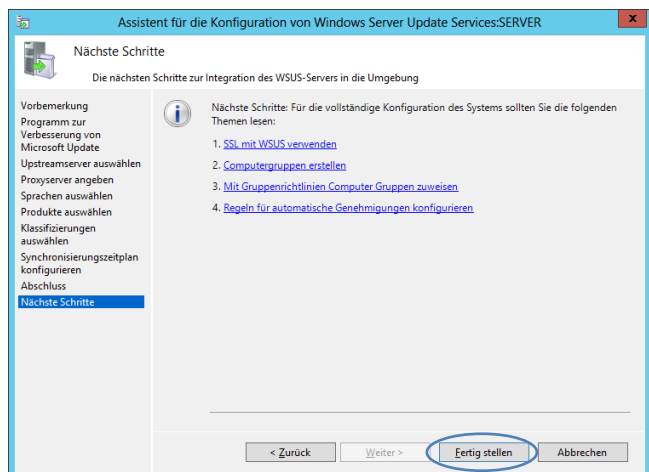 Assistent für die Konfiguration von Windows Server Update Services:SERVER
x
Nächste Schritte
Die nächsten Schritte zur Integration des WSUS-Servers in die Umgebung
Vorbemerkung
Programm zur
Verbesserung von
Microsoft Update
Upstreamserver auswählen
Proxyserver angeben
Sprachen auswählen
Produkte auswählen
Klassifizierungen
auswählen
Synchronisierungszeitplan
konfigurieren
Abschluss
Nächste Schritte
Nächste Schritte: Für die vollständige Konfiguration des Systems sollten Sie die folgenden
Themen lesen:
1. SSL mit WSUS verwenden
2. Computergruppen erstellen
3. Mit Gruppenrichtlinien Computer Gruppen zuweisen
4. Regeln für automatische Genehmigungen konfigurieren
< Zurück
Weiter >
Fertig stellen
Abbrechen